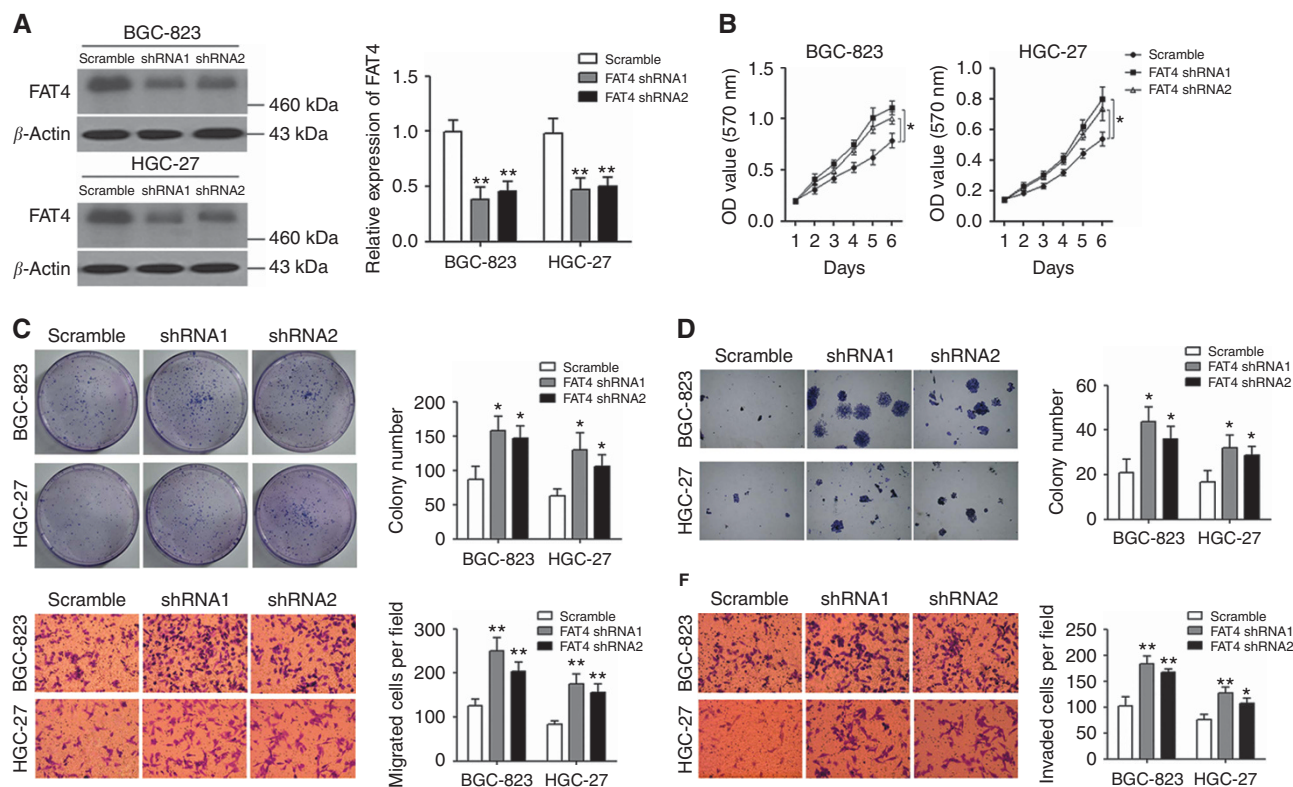 A
BGC-823
Scramble shRNA1 shRNA2
FAT4
460 kDa
β-Actin
43 kDa
HGC-27
Scramble shRNA1 shRNA2
FAT4
460 kDa
β-Actin
43 kDa
Relative expression of FAT4
1.5
1.0
0.5
0.0
Scramble
FAT4 shRNA1
FAT4 shRNA2
** ** ** **
BGC-823 HGC-27
B
BGC-823
OD value (570 nm)
1.5
1.0
0.5
0.0
*
1 2 3 4 5 6
Days
HGC-27
OD value (570 nm)
1.0
0.8
0.6
0.4
0.2
0.0
*
1 2 3 4 5 6
Days
Scramble
FAT4 shRNA1
FAT4 shRNA2
C
Scramble shRNA1 shRNA2
BGC-823
HGC-27
Colony number
200
150
100
50
0
Scramble
FAT4 shRNA1
FAT4 shRNA2
* * * *
BGC-823 HGC-27
D
Scramble shRNA1 shRNA2
BGC-823
HGC-27
Colony number
60
40
20
0
Scramble
FAT4 shRNA1
FAT4 shRNA2
* * * *
BGC-823 HGC-27
Scramble shRNA1 shRNA2
BGC-823
HGC-27
Migrated cells per field
300
200
100
0
Scramble
FAT4 shRNA1
FAT4 shRNA2
** ** ** **
BGC-823 HGC-27
F
Scramble shRNA1 shRNA2
BGC-823
HGC-27
Invaded cells per field
250
200
150
100
50
0
Scramble
FAT4 shRNA1
FAT4 shRNA2
** ** ** *
BGC-823 HGC-27